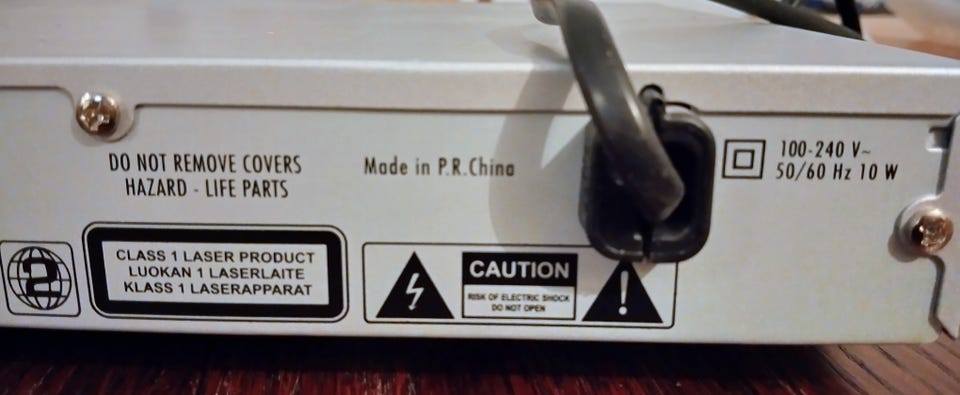 DO NOT REMOVE COVERS
HAZARD - LIFE PARTS
Made in P.R.China
100-240 V~
50/60 Hz 10 W
2
CLASS 1 LASER PRODUCT
LUOKAN 1 LASERLAITE
KLASS 1 LASERAPPARAT
CAUTION
RISK OF ELECTRIC SHOCK
DO NOT OPEN
!